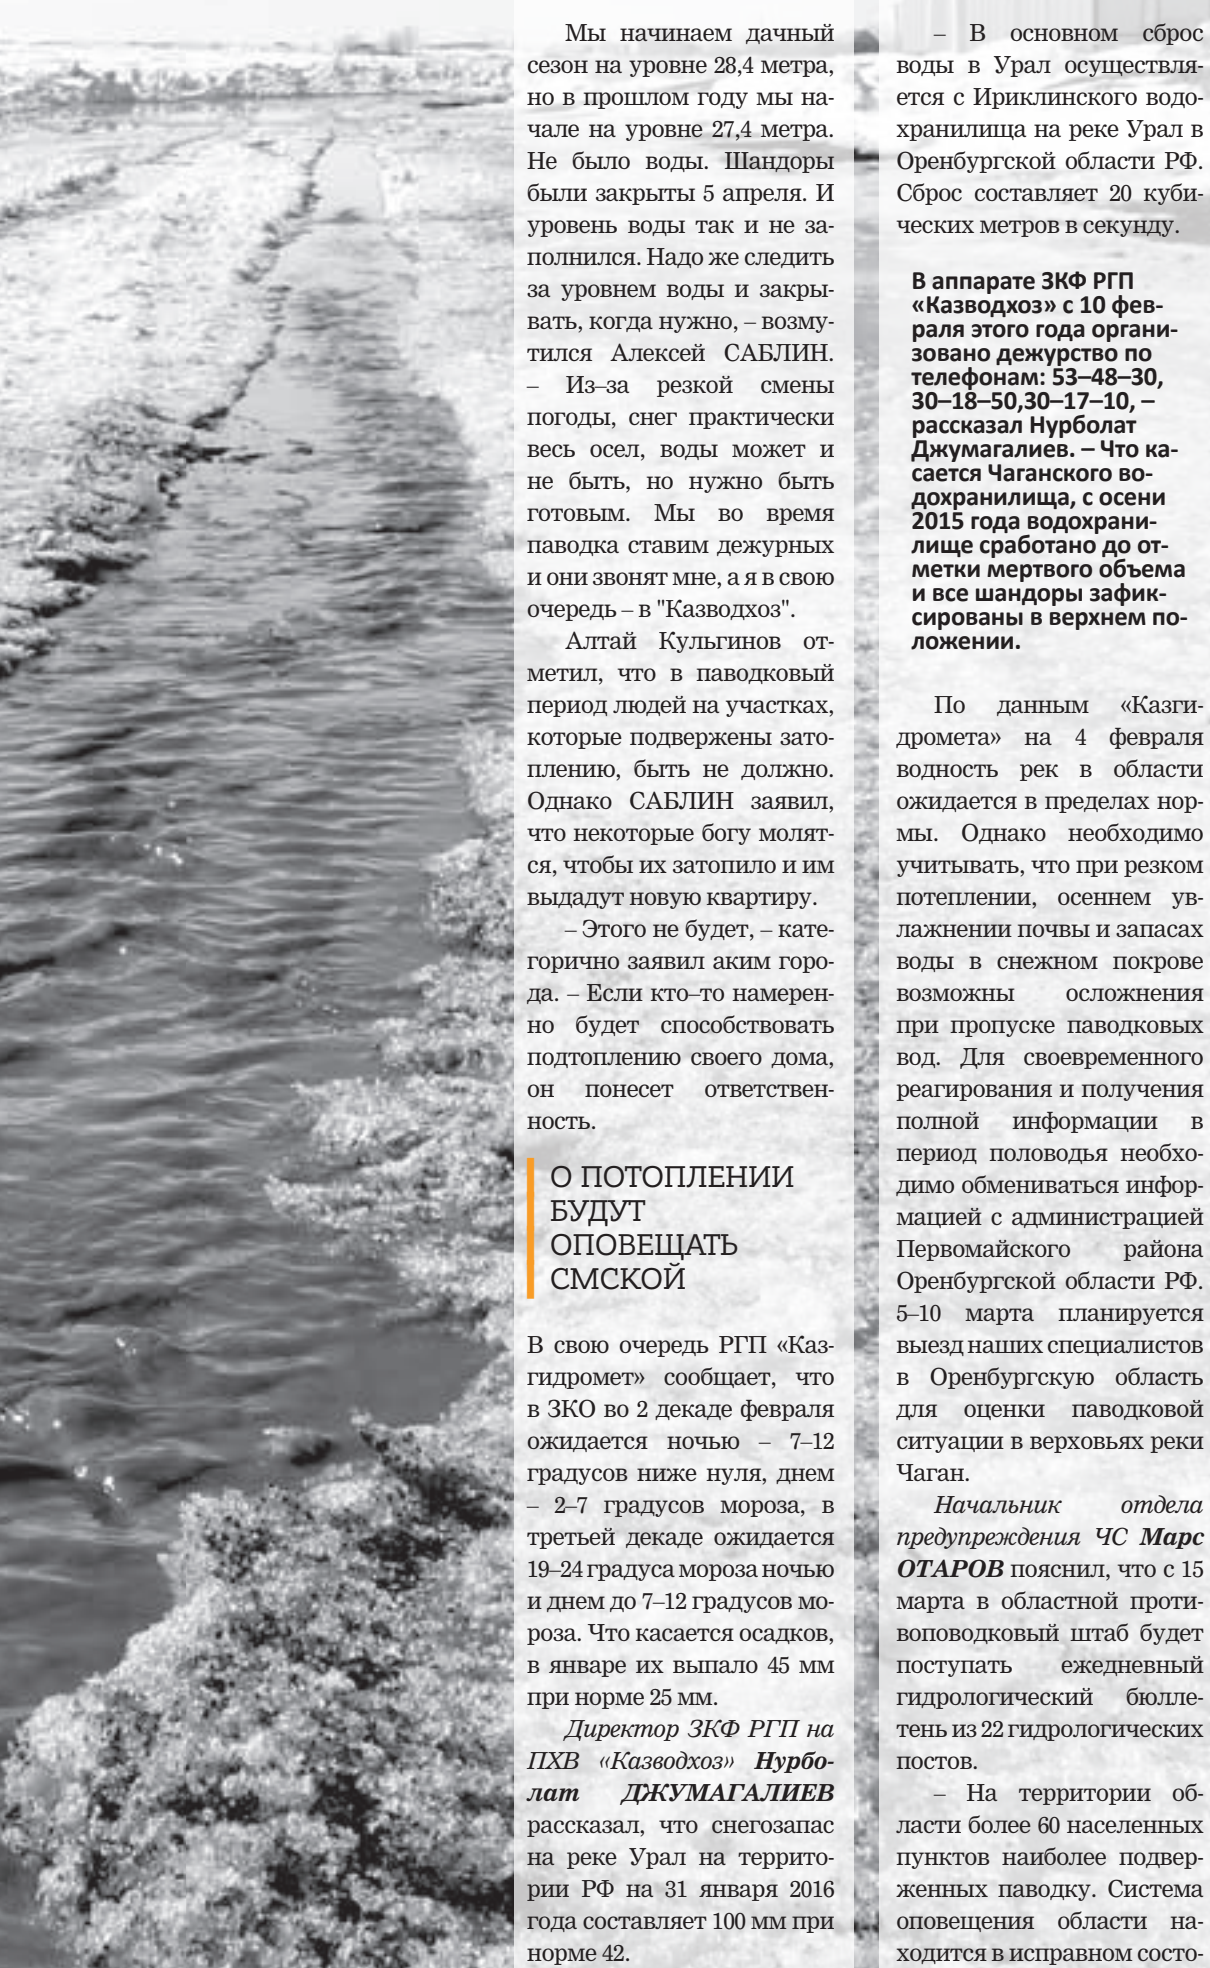 Мы начинаем дачный
сезон на уровне 28,4 метра,
но в прошлом году мы на-
чале на уровне 27,4 метра.
Не было воды. Шандоры
были закрыты 5 апреля. И
уровень воды так и не за-
полнился. Надо же следить
за уровнем воды и закры-
вать, когда нужно, – возму-
тился Алексей САБЛИН.
– Из–за резкой смены
погоды, снег практически
весь осел, воды может и
не быть, но нужно быть
готовым. Мы во время
паводка ставим дежурных
и они звонят мне, а я в свою
очередь – в "Казводхоз".
Алтай Кульгинов от-
метил, что в паводковый
период людей на участках,
которые подвержены зато-
плению, быть не должно.
Однако САБЛИН заявил,
что некоторые богу молят-
ся, чтобы их затопило и им
выдадут новую квартиру.
– Этого не будет, – кате-
горично заявил аким горо-
да. – Если кто–то намерен-
но будет способствовать
подтоплению своего дома,
он понесет ответствен-
ность.
О ПОТОПЛЕНИИ
БУДУТ
ОПОВЕЩАТЬ
СМСКОЙ
В свою очередь РГП «Каз-
гидромет» сообщает, что
в ЗКО во 2 декаде февраля
ожидается ночью – 7–12
градусов ниже нуля, днем
– 2–7 градусов мороза, в
третьей декаде ожидается
19–24 градуса мороза ночью
и днем до 7–12 градусов мо-
роза. Что касается осадков,
в январе их выпало 45 мм
при норме 25 мм.
Директор ЗКФ РГП на
ПХВ «Казводхоз» Нурбо-
лат ДЖУМАГАЛИЕВ
рассказал, что снегозапас
на реке Урал на террито-
рии РФ на 31 января 2016
года составляет 100 мм при
норме 42.
– В основном сброс
воды в Урал осуществля-
ется с Ириклинского водо-
хранилища на реке Урал в
Оренбургской области РФ.
Сброс составляет 20 куби-
ческих метров в секунду.
В аппарате ЗКФ РГП
«Казводхоз» с 10 фев-
раля этого года органи-
зовано дежурство по
телефонам: 53–48–30,
30–18–50,30–17–10, –
рассказал Нурболат
Джумагалиев. – Что ка-
сается Чаганского во-
дохранилища, с осени
2015 года водохрани-
лище сработано до от-
метки мертвого объема
и все шандоры зафик-
сированы в верхнем по-
ложении.
По данным «Казги-
дромета» на 4 февраля
водность рек в области
ожидается в пределах нор-
мы. Однако необходимо
учитывать, что при резком
потеплении, осеннем ув-
лажнении почвы и запасах
воды в снежном покрове
возможны осложнения
при пропуске паводковых
вод. Для своевременного
реагирования и получения
полной информации в
период половодья необхо-
димо обмениваться инфор-
мацией с администрацией
Первомайского района
Оренбургской области РФ.
5–10 марта планируется
выезд наших специалистов
в Оренбургскую область
для оценки паводковой
ситуации в верховьях реки
Чаган.
Начальник отдела
предупреждения ЧС Марс
ОТАРОВ пояснил, что с 15
марта в областной проти-
воповодковый штаб будет
поступать ежедневный
гидрологический бюлле-
тень из 22 гидрологических
постов.
– На территории об-
ласти более 60 населенных
пунктов наиболее подвер-
женных паводку. Система
оповещения области на-
ходится в исправном состо-